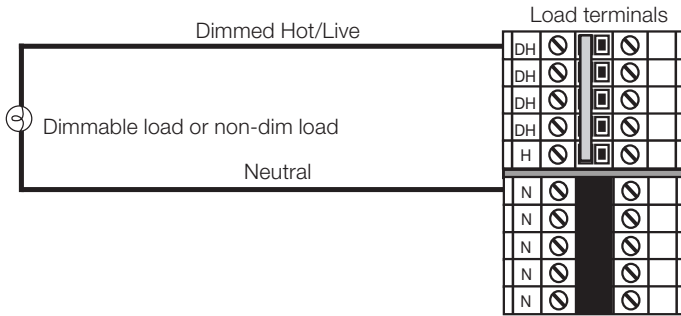 Load terminals
Dimmed Hot/Live
DH
DH
DH
DH
H
Dimmable load or non-dim load
Neutral
N
N
N
N
N